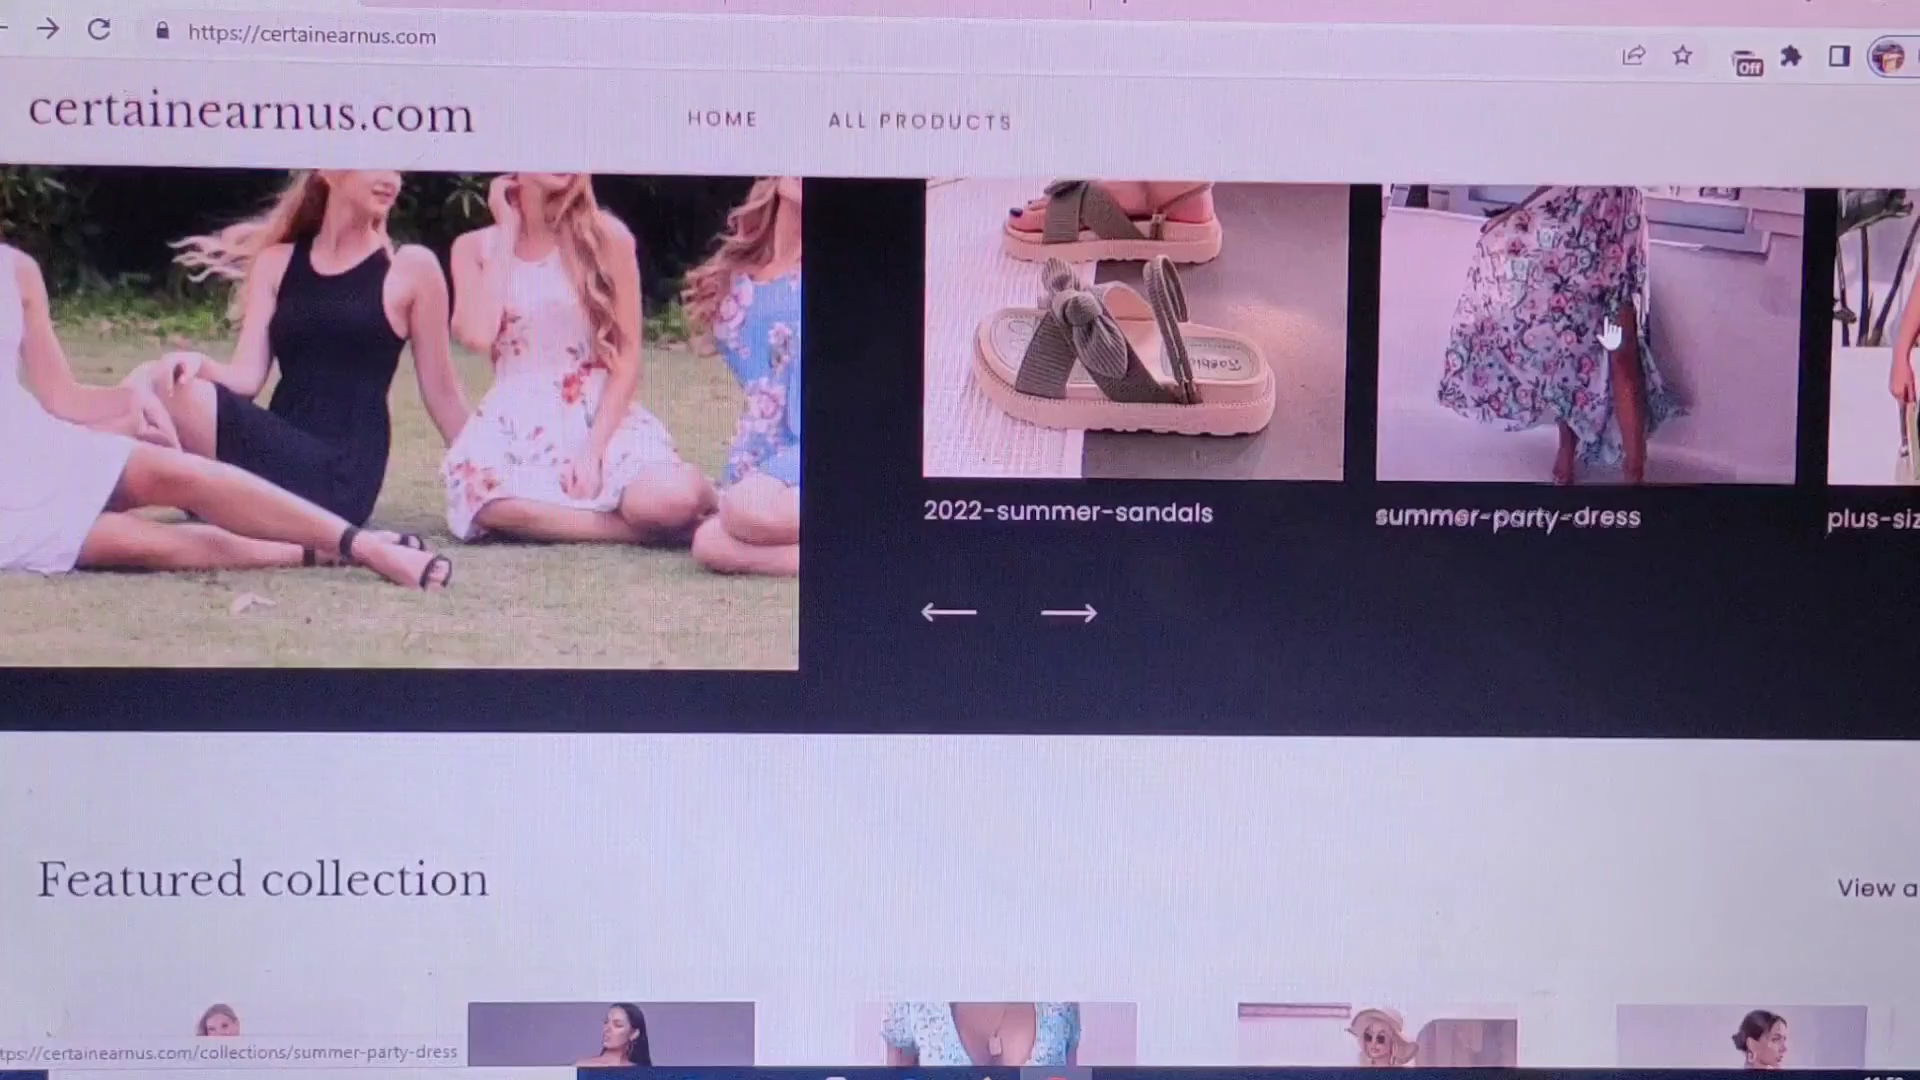 https://certainearnus.com
Off
certainearnus.com
HOME
ALL PRODUCTS
2022-summer-sandals
summer-party-dress
plus-siz
Featured collection
View a
tps://certainearnus.com/collections/summer-party-dress